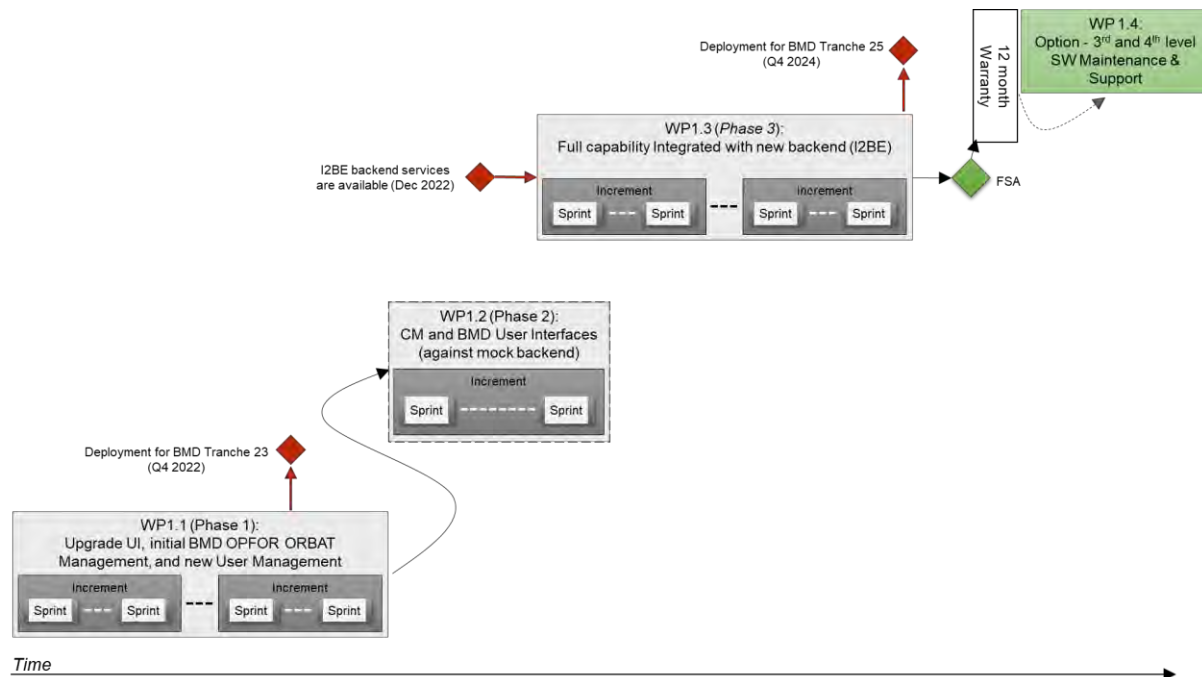 WP 1.4:
Option - 3rd and 4th level
SW Maintenance &
Support
12 month
Warranty
Deployment for BMD Tranche 25
(Q4 2024)
WP1.3 (Phase 3):
Full capability Integrated with new backend (I2BE)
I2BE backend services
are available (Dec 2022)
Increment
Sprint
Sprint
Increment
Sprint
Sprint
FSA
WP1.2 (Phase 2):
CM and BMD User Interfaces
(against mock backend)
Increment
Sprint
Sprint
Deployment for BMD Tranche 23
(Q4 2022)
WP1.1 (Phase 1):
Upgrade UI, initial BMD OPFOR ORBAT
Management, and new User Management
Increment
Sprint
Sprint
Increment
Sprint
Sprint
Time